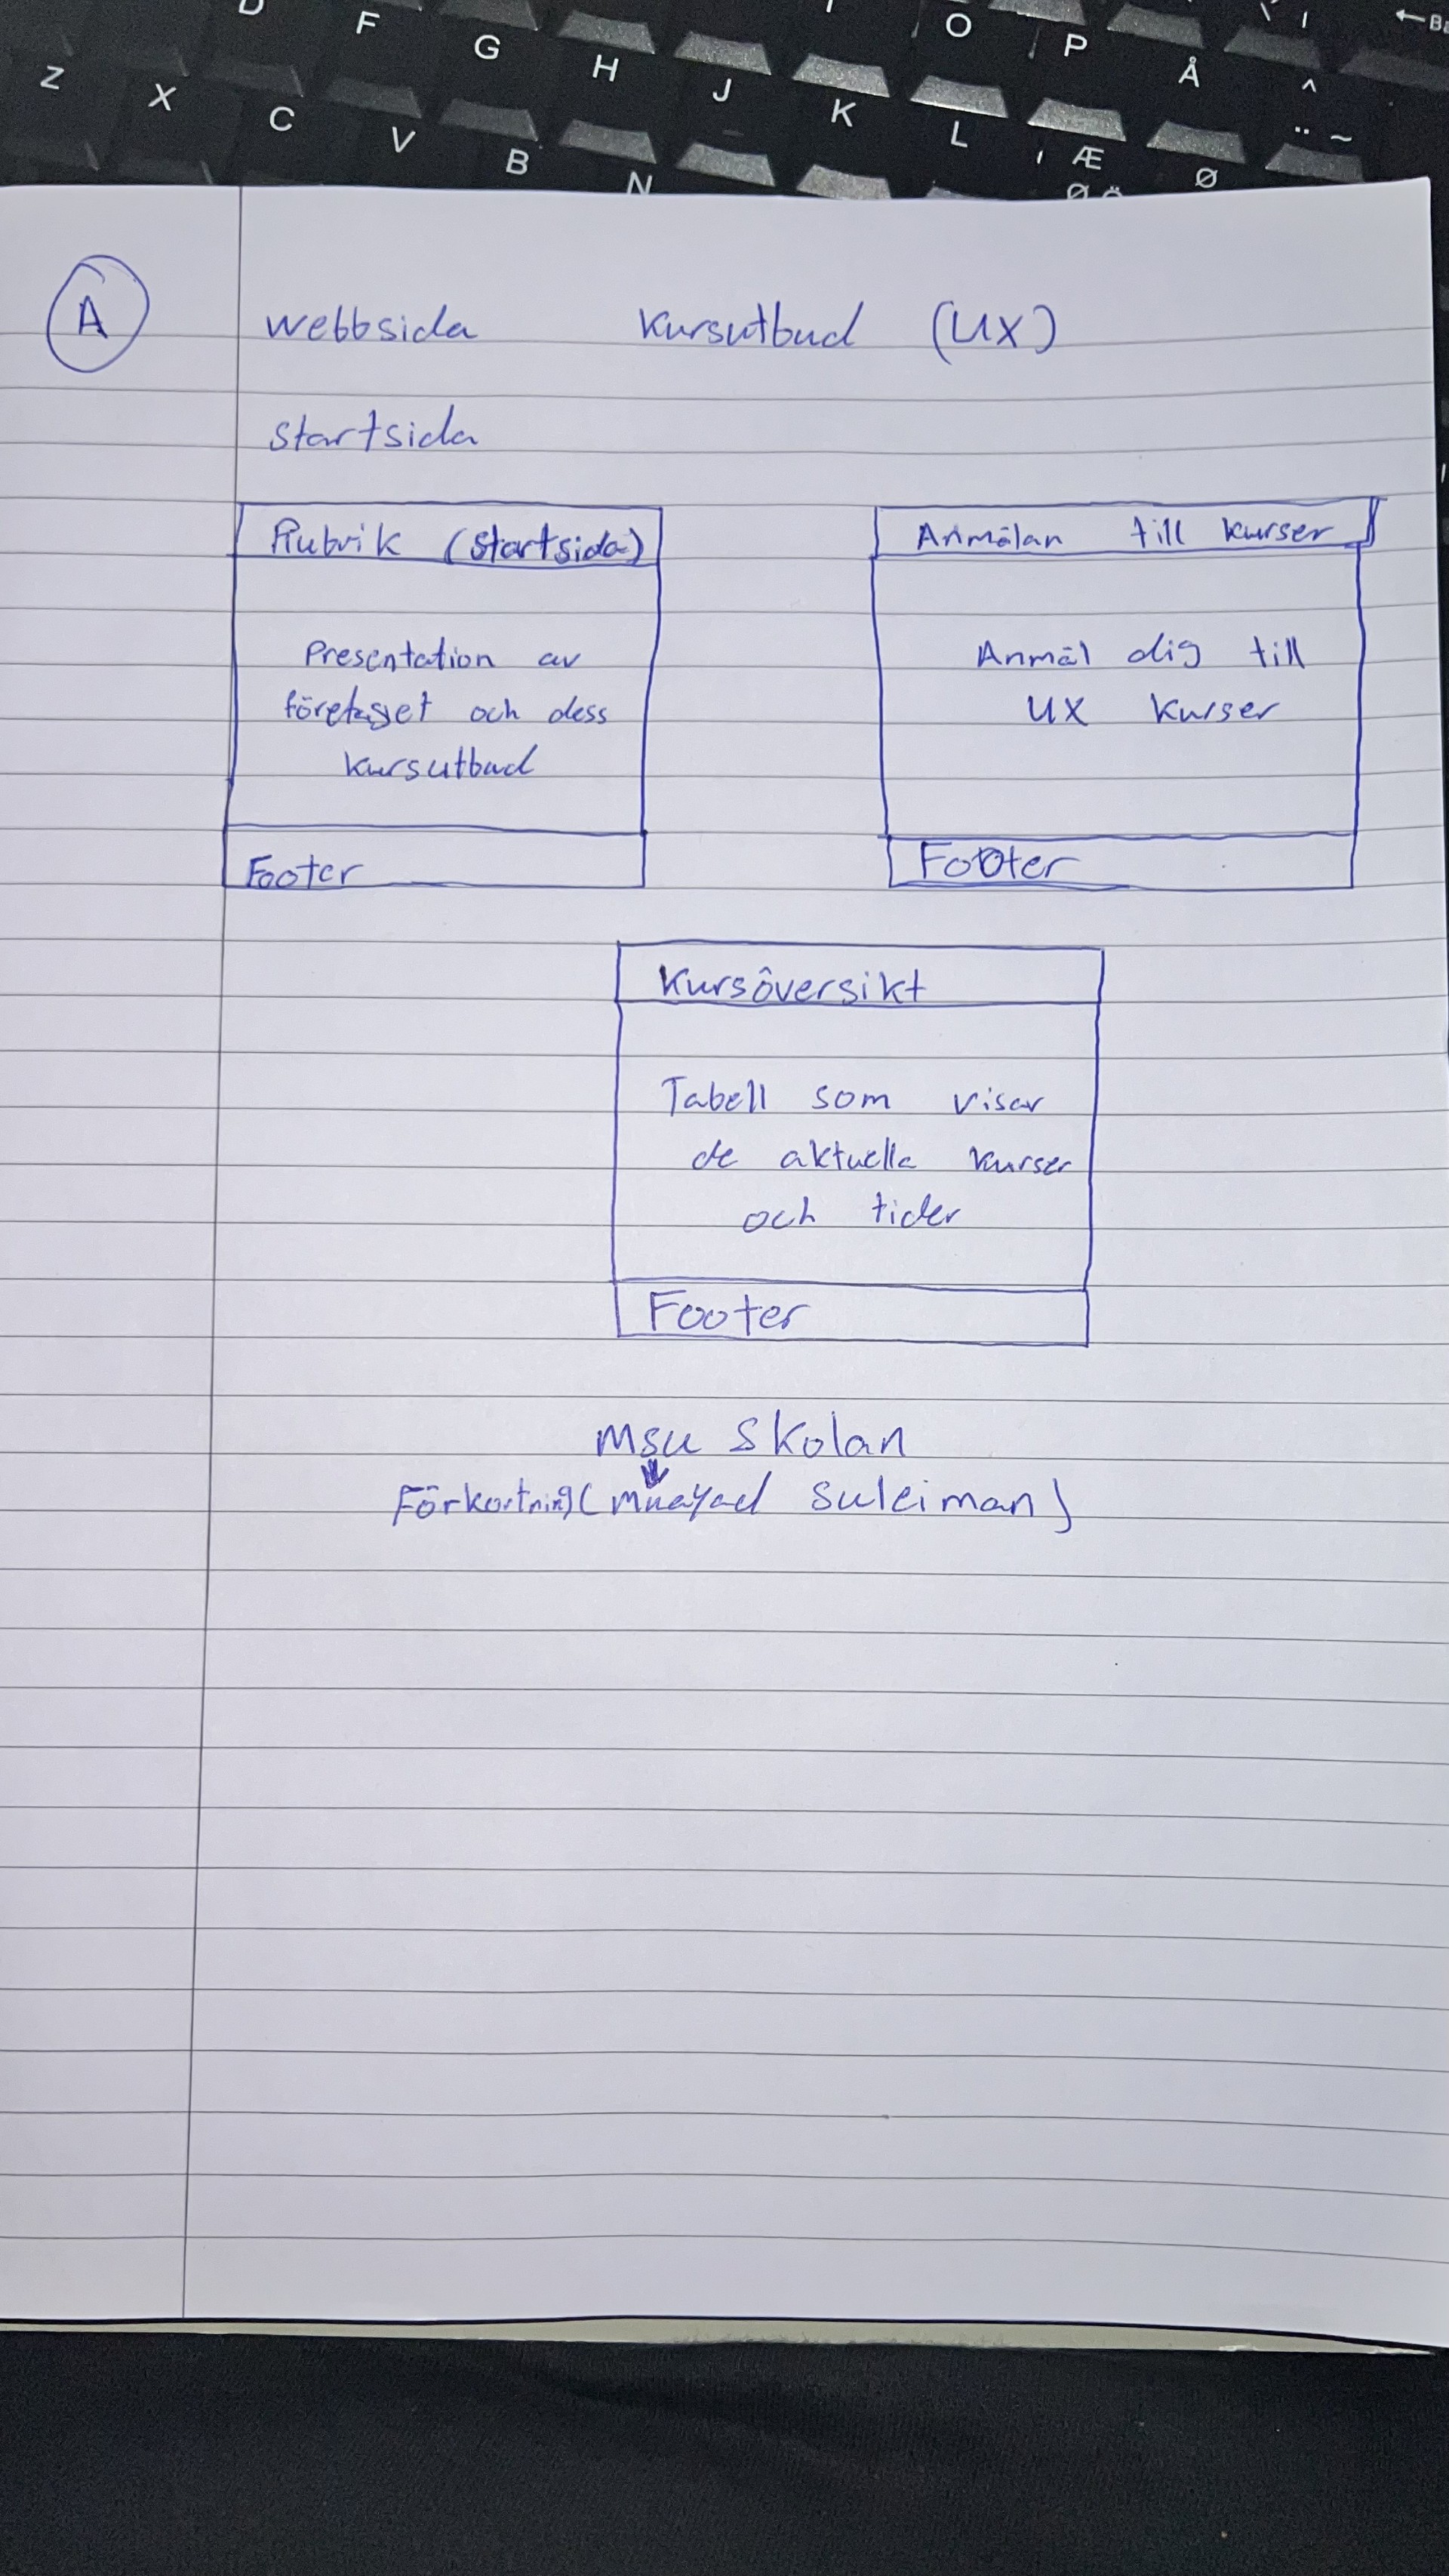 D F G H J K L O P Å ^ ¨ ~ ← Ba
Z X C V B N Æ Ø
Ø Ä
A
Webbsida Kursutbud (UX)
Startsida
Rubrik (Startsida)
Presentation av
företaget och dess
kursutbud
Footer
Anmälan till kurser
Anmäl dig till
UX kurser
Footer
Kursöversikt
Tabell som visar
de aktuella kurser
och tider
Footer
MSU Skolan
Förkortning (Muayad Suleiman)